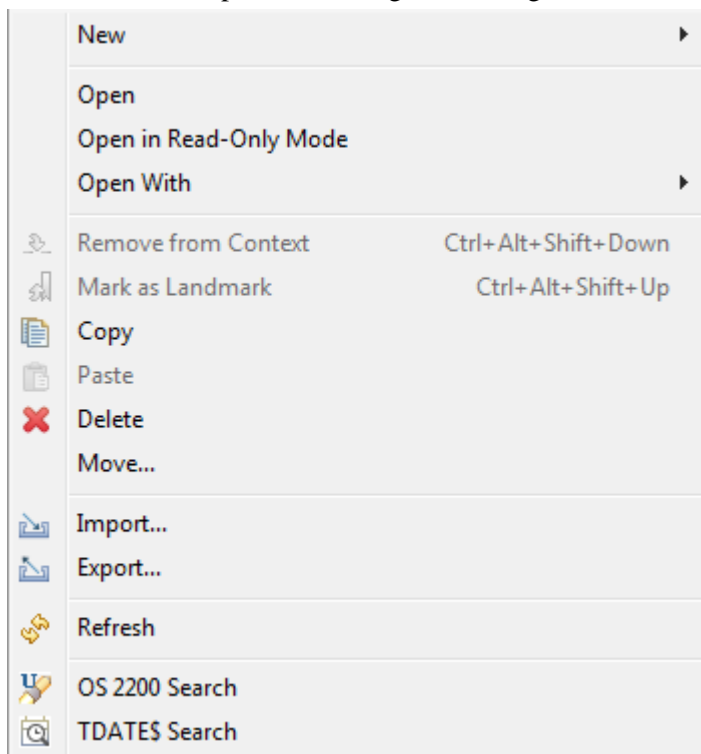 New
Open
Open in Read-Only Mode
Open With
Remove from Context Ctrl+Alt+Shift+Down
Mark as Landmark Ctrl+Alt+Shift+Up
Copy
Paste
Delete
Move...
Import...
Export...
Refresh
OS 2200 Search
TDATE$ Search